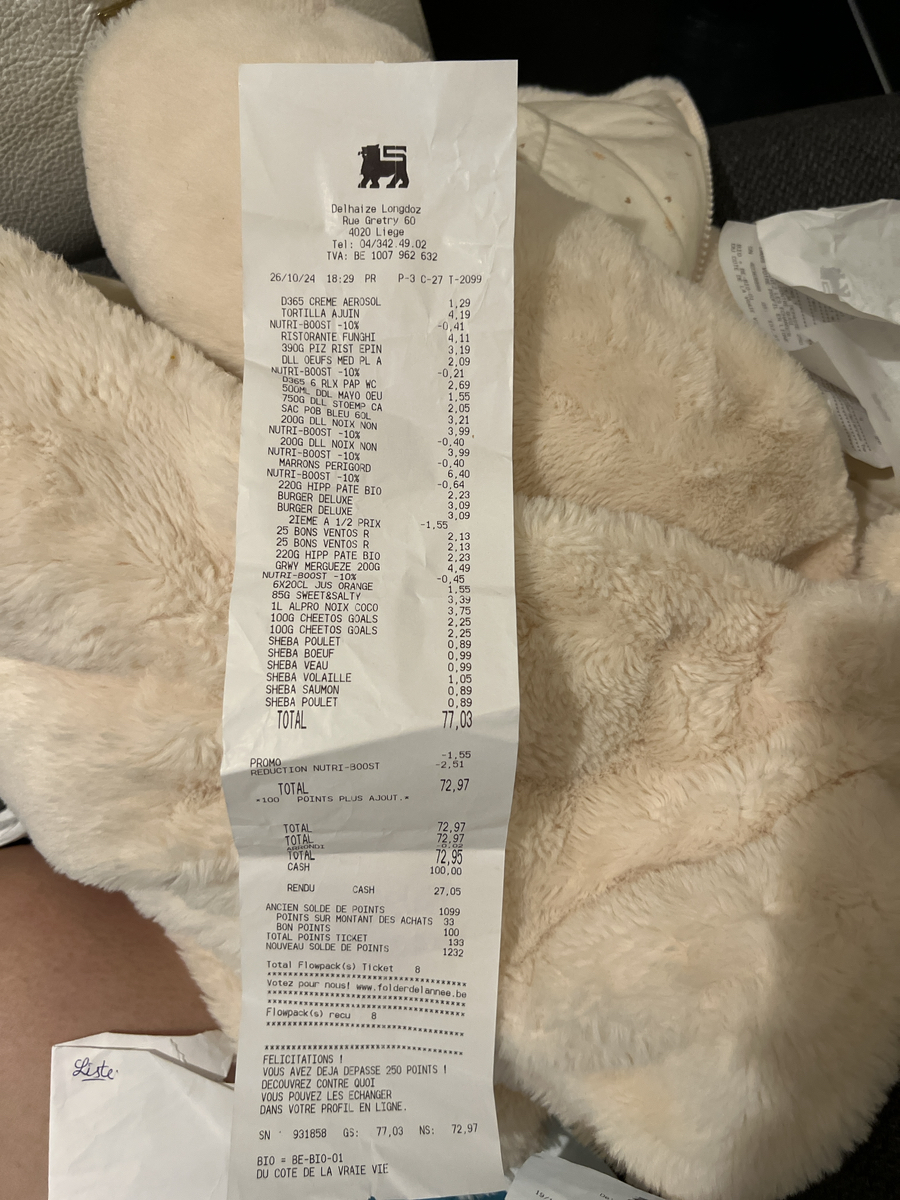 Delhaize Longdoz
Rue Gretry 60
4020 Liege
Tel: 04/342.49.02
TVA: BE 1007 962 632
26/10/24 18:29 PR P-3 C-27 T-2099
D365 CREME AEROSOL 1,29
TORTILLA AJUIN 4,19
NUTRI-BOOST -10% -0,41
RISTORANTE FUNGHI 4,11
390G PIZ RIST EPIN 3,19
DLL OEUFS MED PL A 2,09
NUTRI-BOOST -10% -0,21
D365 6 RLX PAP WC 2,69
500ML DDL MAYO OEU 1,55
750G DLL STOEMP CA 2,05
SAC POB BLEU 60L 3,21
200G DLL NOIX NON 3,99
NUTRI-BOOST -10% -0,40
200G DLL NOIX NON 3,99
NUTRI-BOOST -10% -0,40
MARRONS PERIGORD 6,40
NUTRI-BOOST -10% -0,64
220G HIPP PATE BIO 2,23
BURGER DELUXE 3,09
BURGER DELUXE 3,09
2IEME A 1/2 PRIX -1,55
25 BONS VENTOS R 2,13
25 BONS VENTOS R 2,13
220G HIPP PATE BIO 2,23
GRWY MERGUEZE 200G 4,49
NUTRI-BOOST -10% -0,45
6X20CL JUS ORANGE 1,55
85G SWEET&SALTY 3,39
1L ALPRO NOIX COCO 3,75
100G CHEETOS GOALS 2,25
100G CHEETOS GOALS 2,25
SHEBA POULET 0,89
SHEBA BOEUF 0,99
SHEBA VEAU 0,99
SHEBA VOLAILLE 1,05
SHEBA SAUMON 0,89
SHEBA POULET 0,89
TOTAL 77,03
PROMO -1,55
REDUCTION NUTRI-BOOST -2,51
TOTAL 72,97
*100 POINTS PLUS AJOUT.*
TOTAL 72,97
TOTAL 72,97
ARRONDI -0,02
TOTAL 72,95
CASH 100,00
RENDU CASH 27,05
ANCIEN SOLDE DE POINTS 1099
POINTS SUR MONTANT DES ACHATS 33
BON POINTS 100
TOTAL POINTS TICKET 133
NOUVEAU SOLDE DE POINTS 1232
Total Flowpack(s) Ticket 8
************************************
Votez pour nous! www.folderdelannee.be
************************************
************************************
Flowpack(s) recu 8
************************************
************************************
FELICITATIONS !
VOUS AVEZ DEJA DEPASSE 250 POINTS !
DECOUVREZ CONTRE QUOI
VOUS POUVEZ LES ECHANGER
DANS VOTRE PROFIL EN LIGNE.
SN 931858 GS: 77,03 NS: 72,97
BIO = BE-BIO-01
DU COTE DE LA VRAIE VIE
Liste